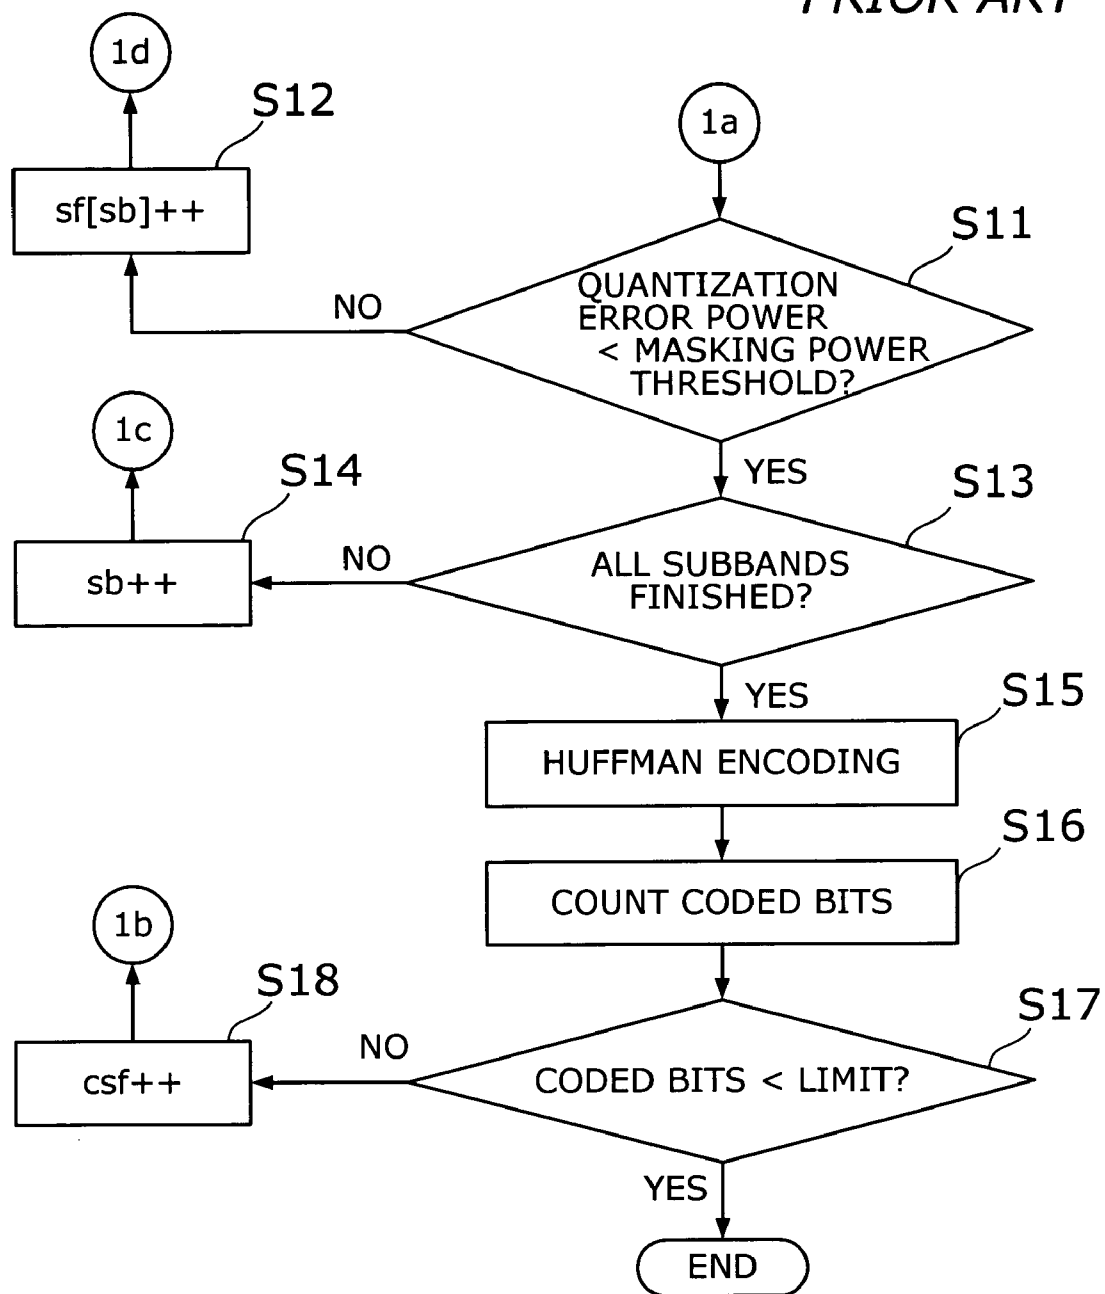 PRIOR ART
1d
S12
1a
sf[sb]++
S11
NO
QUANTIZATION
ERROR POWER
< MASKING POWER
THRESHOLD?
1c
S14
YES
S13
NO
sb++
ALL SUBBANDS
FINISHED?
YES
S15
HUFFMAN ENCODING
S16
COUNT CODED BITS
1b
S18
S17
NO
csf++
CODED BITS < LIMIT?
YES
END